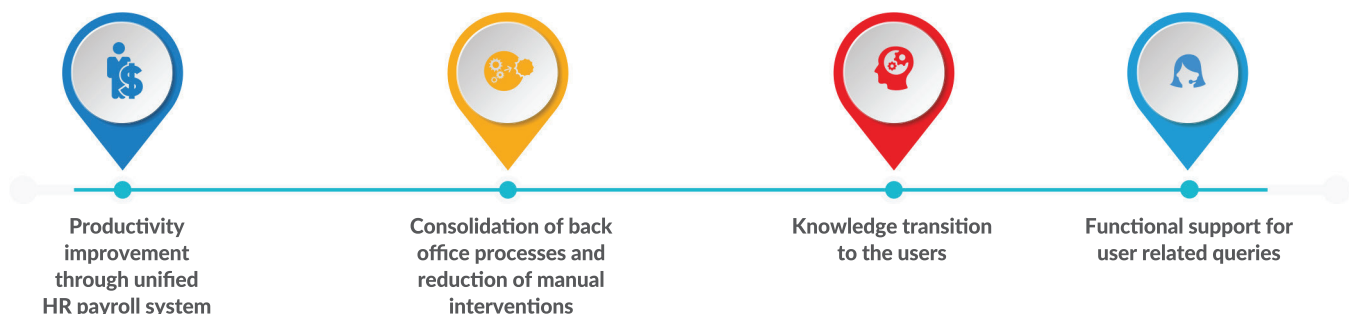 Productivity
improvement
through unified
HR payroll system
Consolidation of back
office processes and
reduction of manual
interventions
Knowledge transition
to the users
Functional support for
user related queries